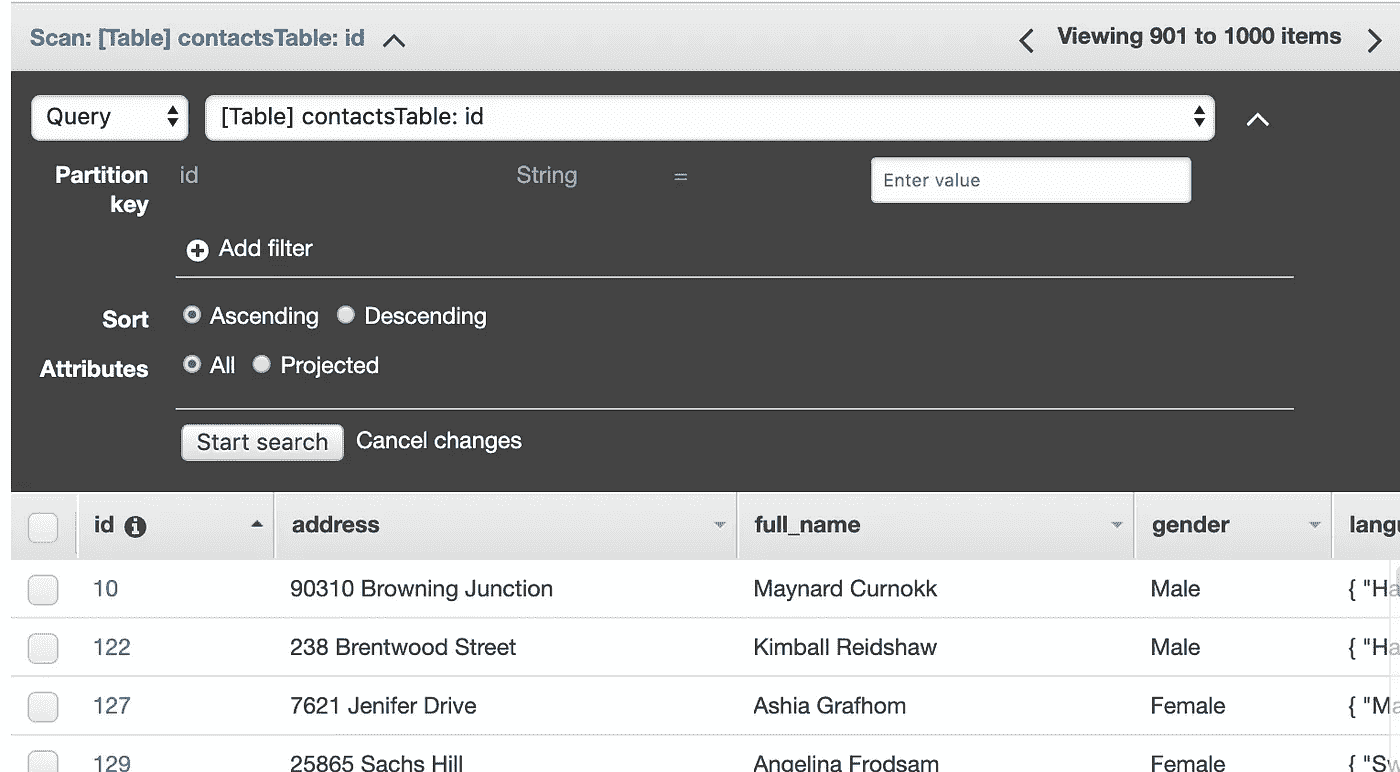 Scan: [Table] contactsTable: id Viewing 901 to 1000 items
Query [Table] contactsTable: id
Partition key id String = Enter value
Add filter
Sort Ascending Descending
Attributes All Projected
Start search Cancel changes
id address full_name gender
10 90310 Browning Junction Maynard Curnokk Male { "Ha
122 238 Brentwood Street Kimball Reidshaw Male { "Ha
127 7621 Jenifer Drive Ashia Grafhom Female { "Ma
129 25865 Sachs Hill Angelina Frodsam Female { "Sw